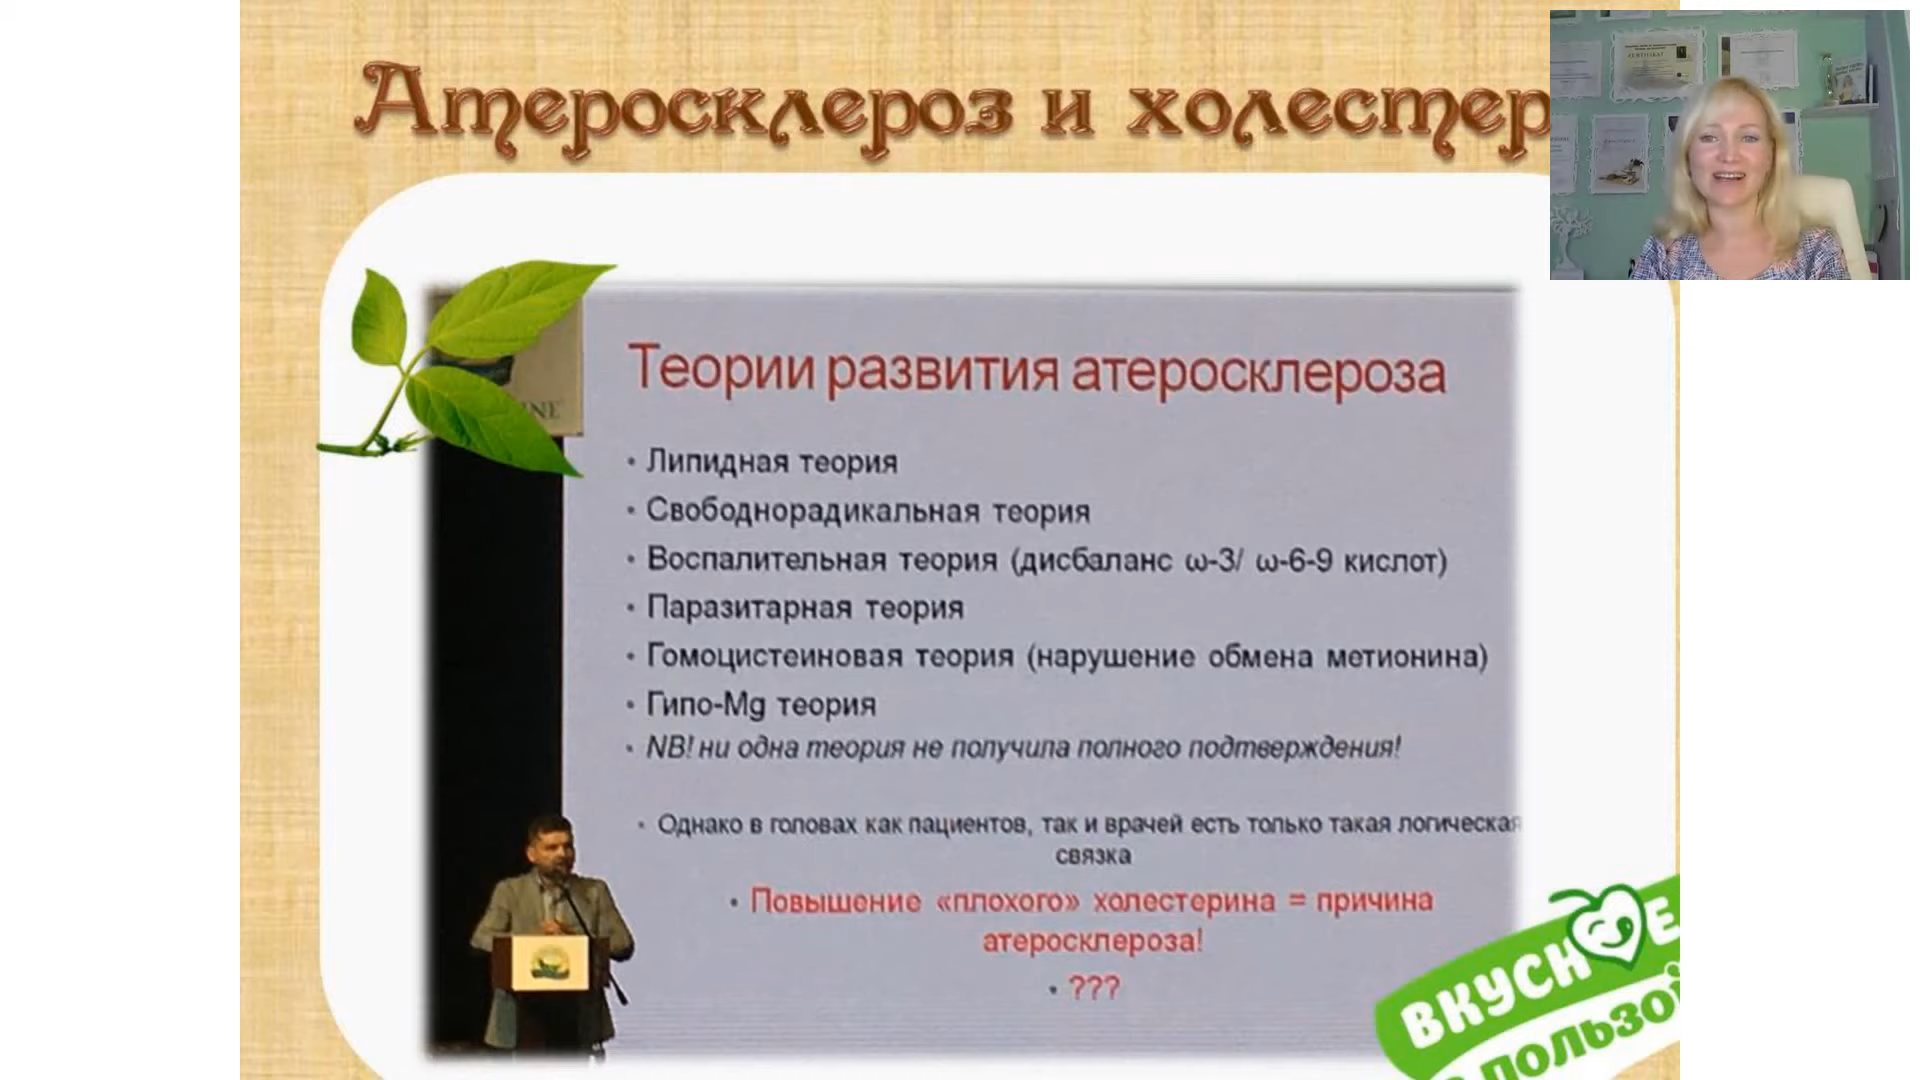 Атеросклероз и холестер
Теории развития атеросклероза
• Липидная теория
• Свободнорадикальная теория
• Воспалительная теория (дисбаланс ω-3/ ω-6-9 кислот)
• Паразитарная теория
• Гомоцистеиновая теория (нарушение обмена метионина)
• Гипо-Mg теория
• NB! ни одна теория не получила полного подтверждения!
• Однако в головах как пациентов, так и врачей есть только такая логическая
связка
• Повышение «плохого» холестерина = причина
атеросклероза!
• ???
ВКУСНОЕ
с пользой